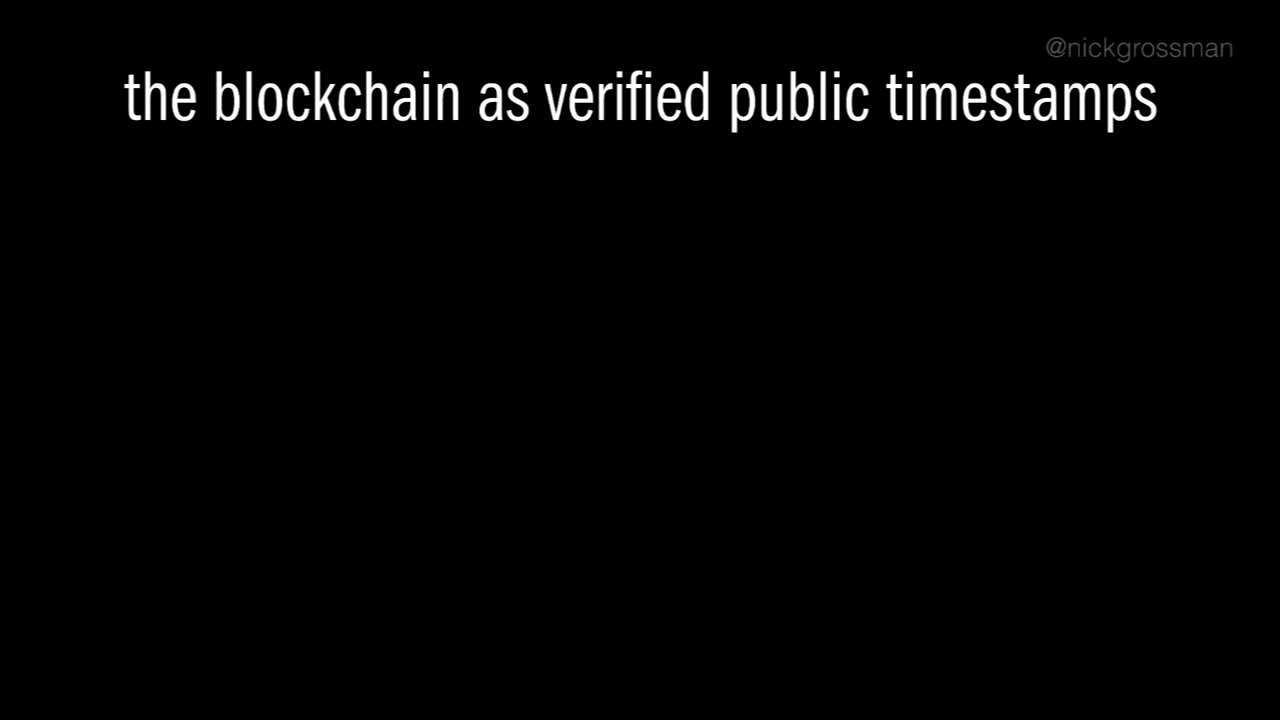 @nickgrossman
the blockchain as verified public timestamps